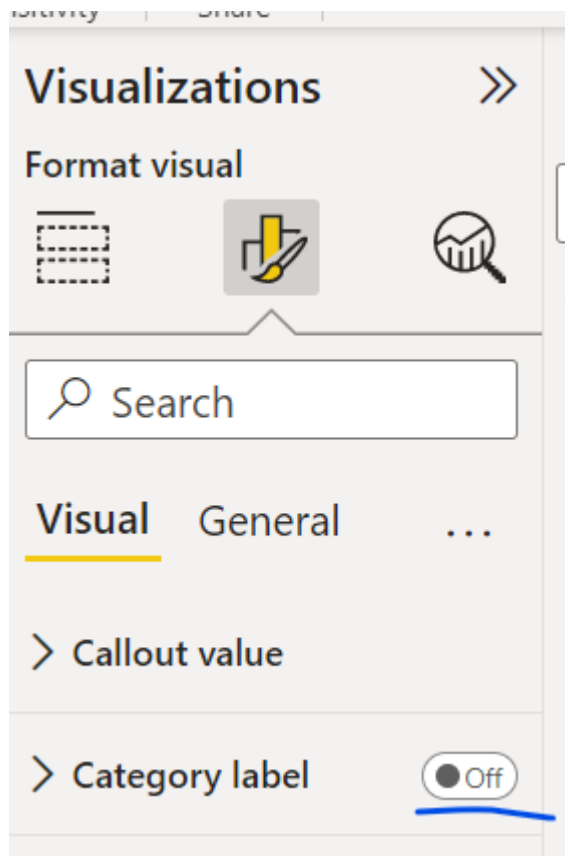 Visualizations
Format visual
Search
Visual General ...
Callout value
Category label Off